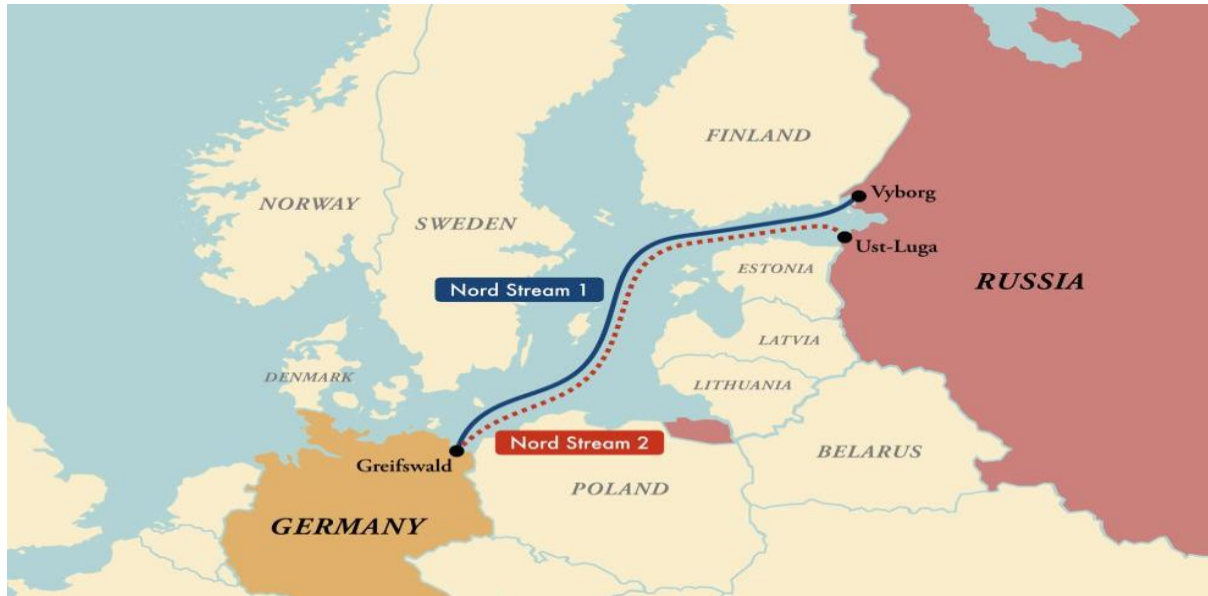 FINLAND
Vyborg
NORWAY
SWEDEN
Ust-Luga
ESTONIA
RUSSIA
Nord Stream 1
LATVIA
DENMARK
LITHUANIA
Nord Stream 2
BELARUS
Greifswald
POLAND
GERMANY